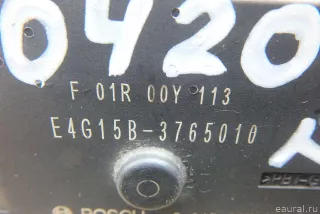 0420
F 01R 00Y 113
E4G15B-3765010
BOSCH
eaural.ru